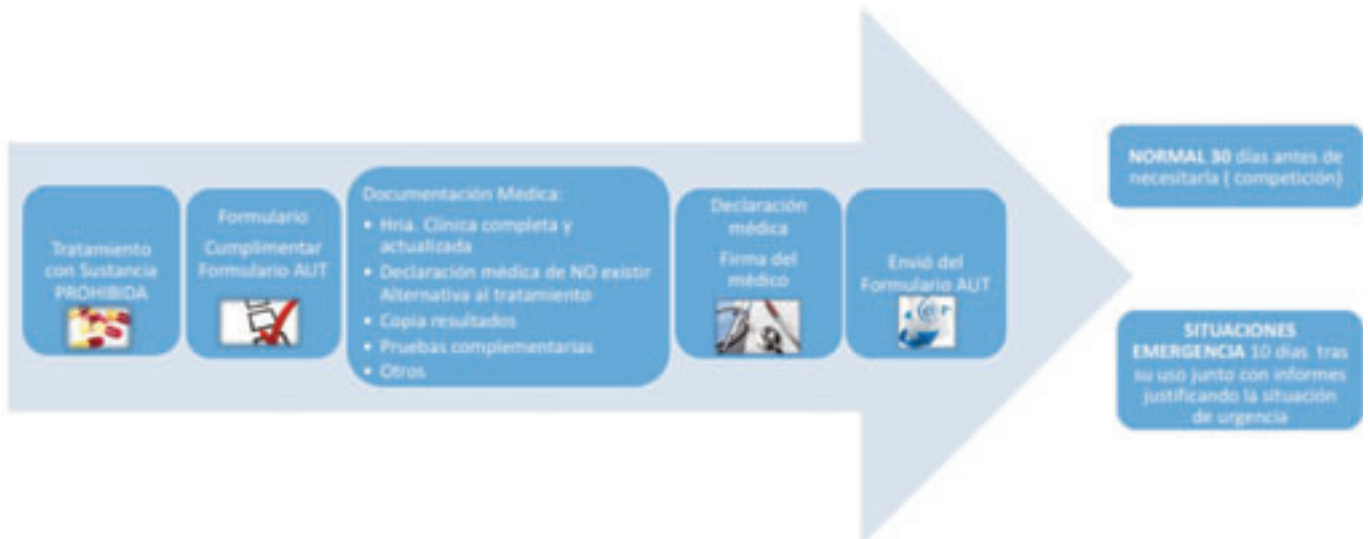 Tratamiento
con Sustancia
PROHIBIDA
Formulario
Cumplimentar
Formulario AUT
Documentación Médica:
• Hria. Clínica completa y
actualizada
• Declaración médica de NO existir
Alternativa al tratamiento
• Copia resultados
• Pruebas complementarias
• Otros
Declaración
médica
Firma del
médico
Envió del
Formulario AUT
NORMAL 30 días antes de
necesitarla ( competición)
SITUACIONES
EMERGENCIA 10 días tras
su uso junto con informes
justificando la situación
de urgencia